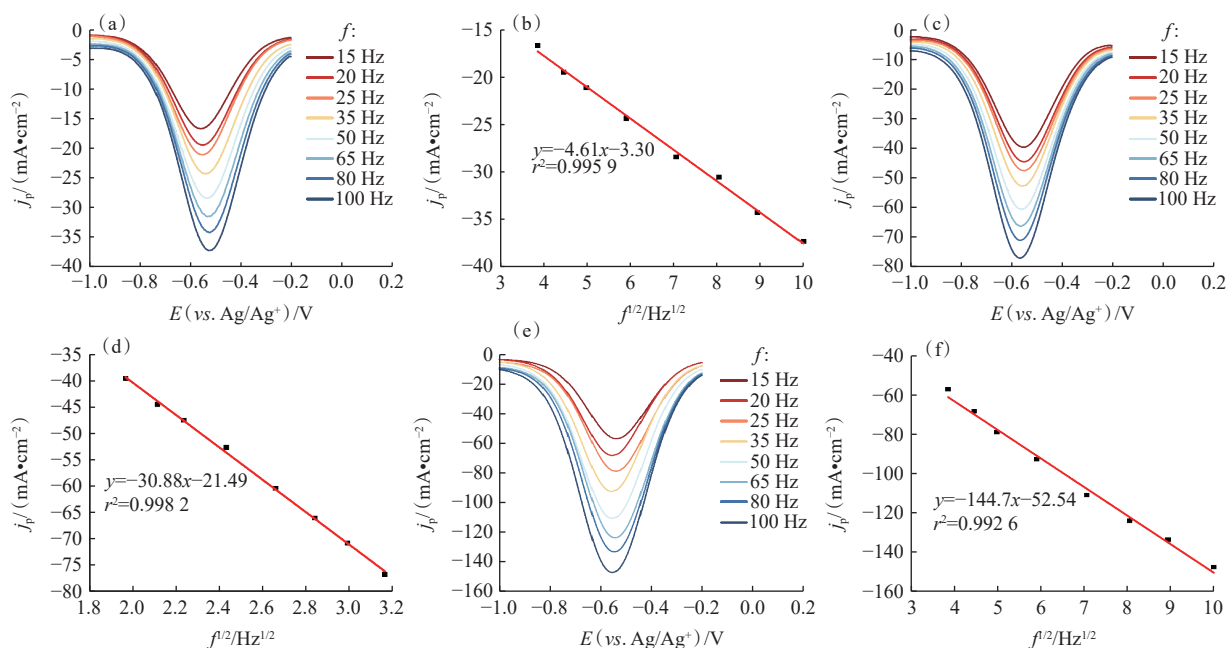 (a)
f:
15 Hz
20 Hz
25 Hz
35 Hz
50 Hz
65 Hz
80 Hz
100 Hz
0
−5
−10
−15
−20
−25
−30
−35
−40
jp/(mA•cm−2)
−1.0 −0.8 −0.6 −0.4 −0.2 0.0 0.2
E(vs. Ag/Ag+)/V
(b)
−15
−20
−25
−30
−35
−40
jp/(mA•cm−2)
y=−4.61x−3.30
r2=0.995 9
3 4 5 6 7 8 9 10
f1/2/Hz1/2
(c)
f:
15 Hz
20 Hz
25 Hz
35 Hz
50 Hz
65 Hz
80 Hz
100 Hz
0
−10
−20
−30
−40
−50
−60
−70
−80
jp/(mA•cm−2)
−1.0 −0.8 −0.6 −0.4 −0.2 0.0 0.2
E(vs. Ag/Ag+)/V
(d)
−35
−40
−45
−50
−55
−60
−65
−70
−75
−80
jp/(mA•cm−2)
y=−30.88x−21.49
r2=0.998 2
1.8 2.0 2.2 2.4 2.6 2.8 3.0 3.2
f1/2/Hz1/2
(e)
f:
15 Hz
20 Hz
25 Hz
35 Hz
50 Hz
65 Hz
80 Hz
100 Hz
0
−20
−40
−60
−80
−100
−120
−140
−160
jp/(mA•cm−2)
−1.0 −0.8 −0.6 −0.4 −0.2 0.0 0.2
E(vs. Ag/Ag+)/V
(f)
−40
−60
−80
−100
−120
−140
−160
jp/(mA•cm−2)
y=−144.7x−52.54
r2=0.992 6
3 4 5 6 7 8 9 10
f1/2/Hz1/2